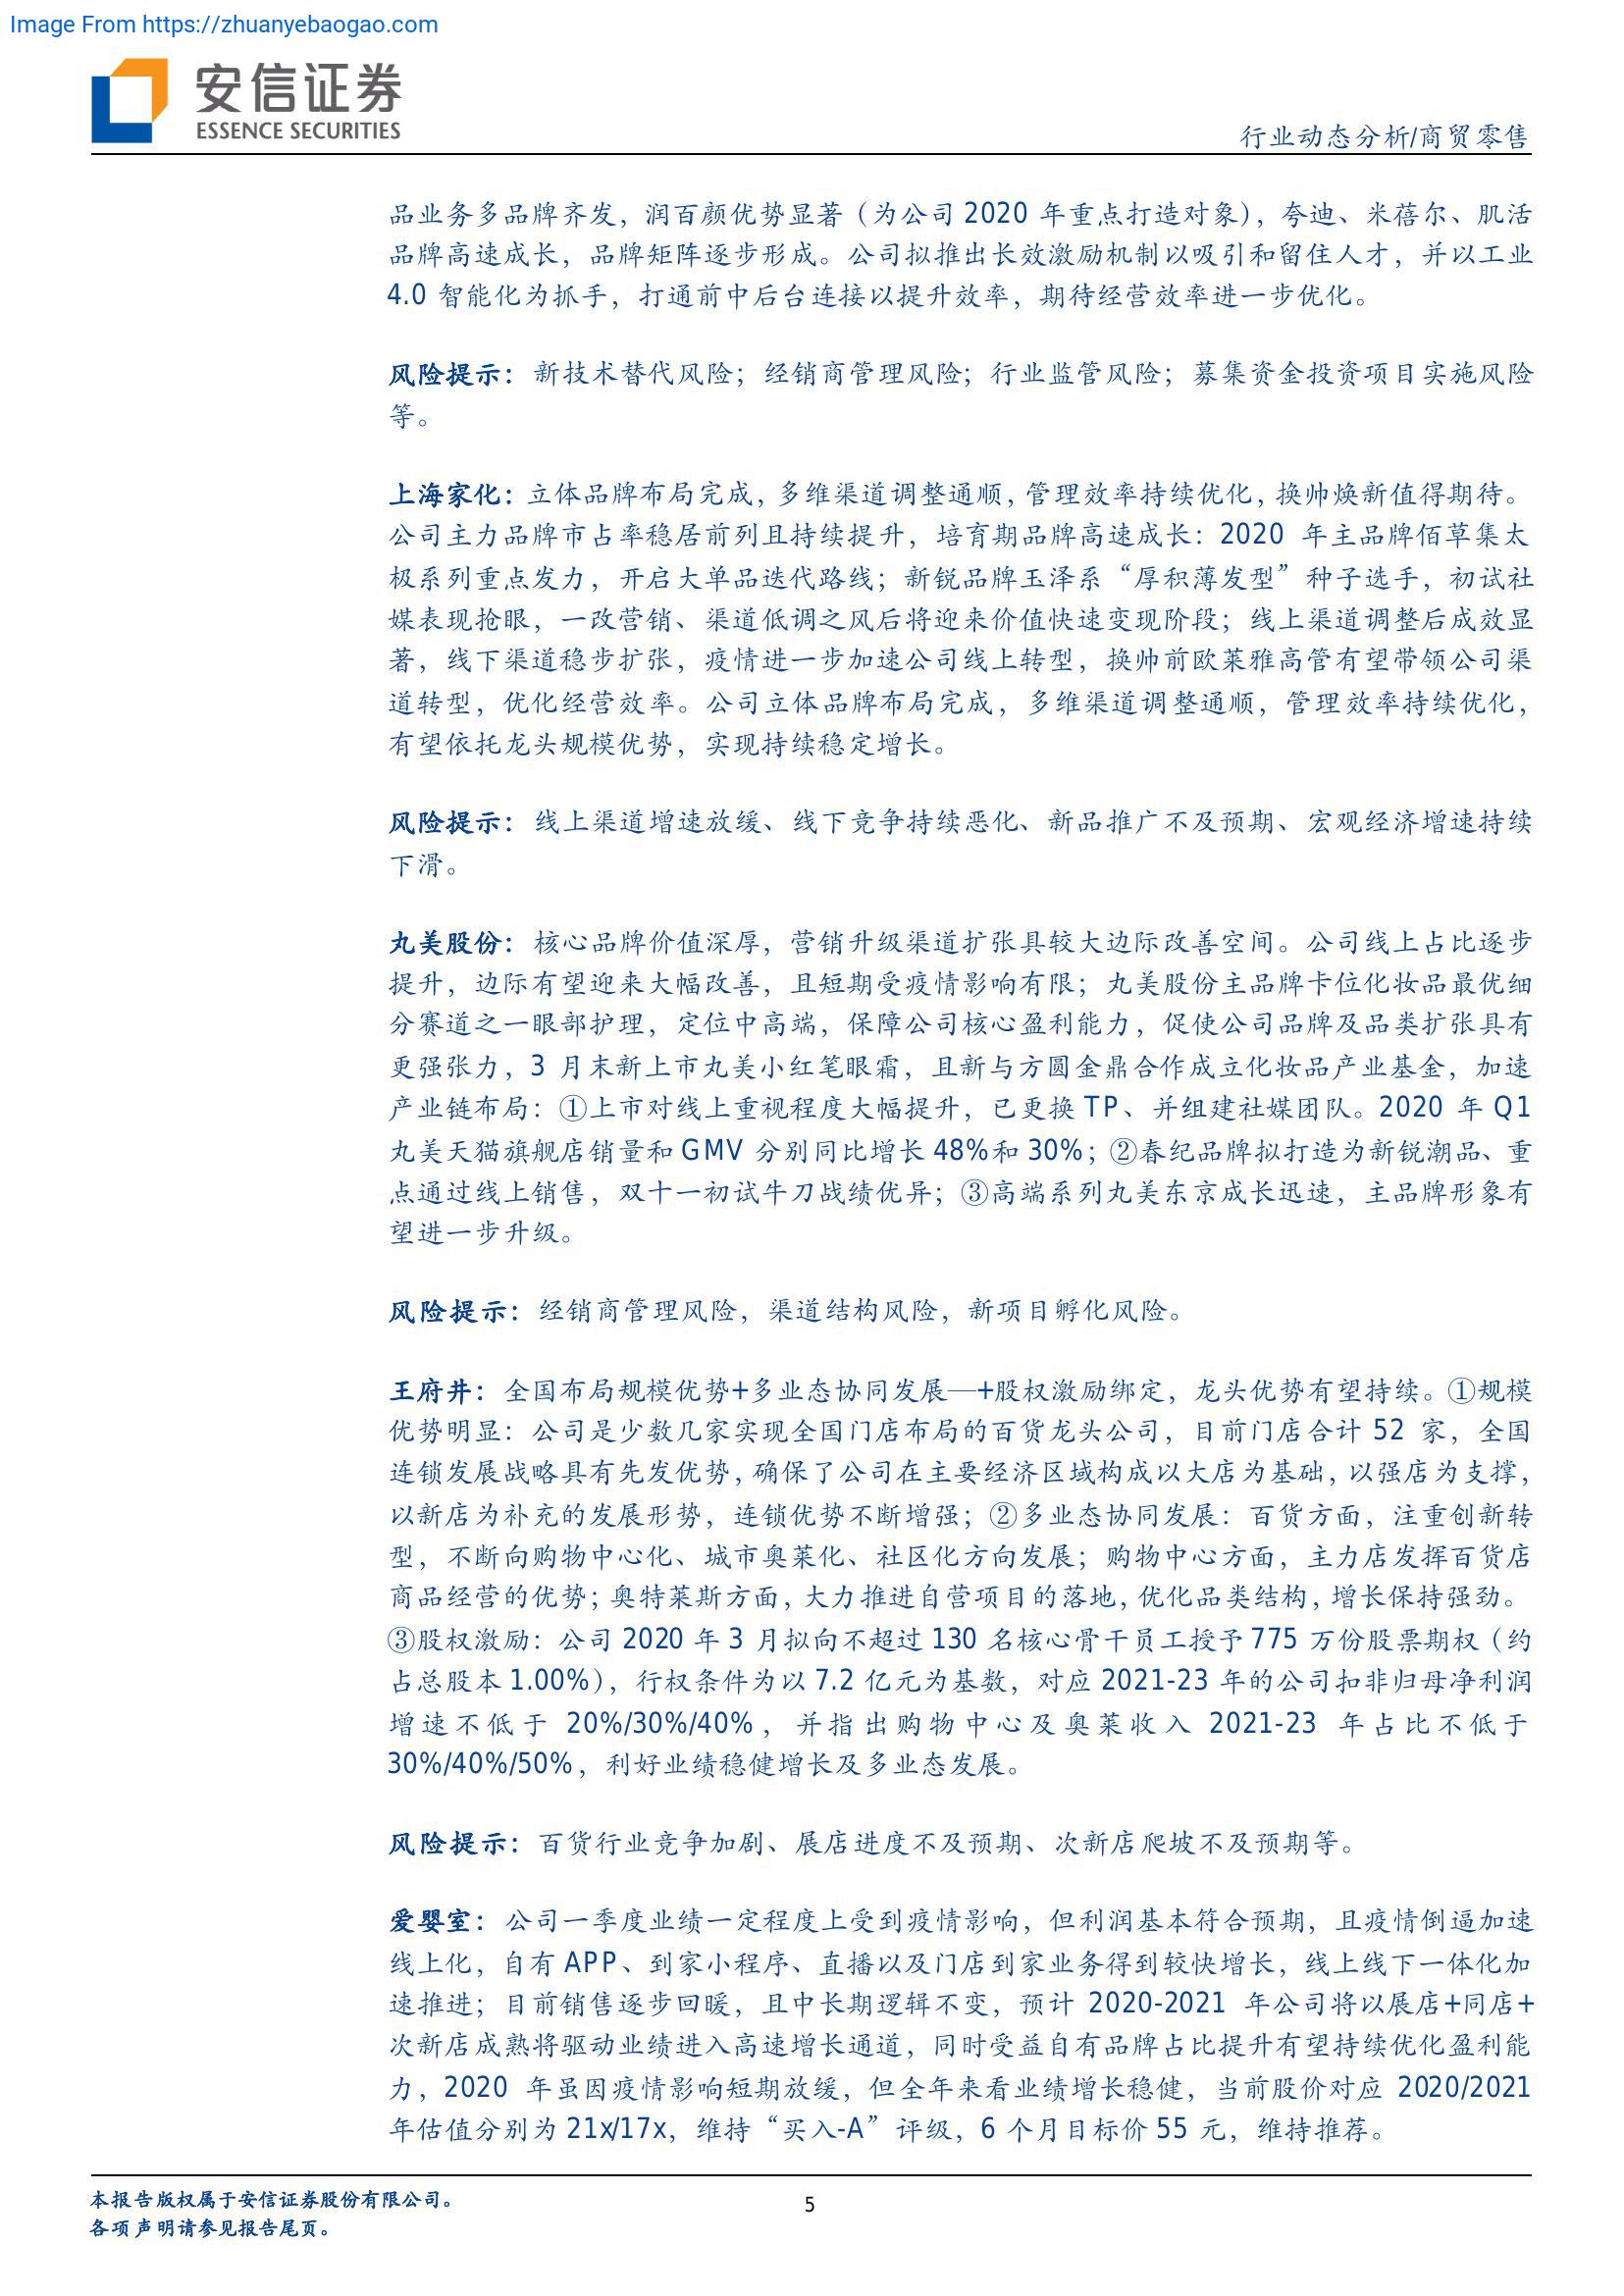 Image From https://zhuanyebaogao.com
安信证券
ESSENCE SECURITIES
行业动态分析/商贸零售
品业务多品牌齐发，润百颜优势显著（为公司 2020 年重点打造对象），夸迪、米蓓尔、肌活
品牌高速成长，品牌矩阵逐步形成。公司拟推出长效激励机制以吸引和留住人才，并以工业
4.0 智能化为抓手，打通前中后台连接以提升效率，期待经营效率进一步优化。
风险提示：新技术替代风险；经销商管理风险；行业监管风险；募集资金投资项目实施风险
等。
上海家化：立体品牌布局完成，多维渠道调整通顺，管理效率持续优化，换帅焕新值得期待。
公司主力品牌市占率稳居前列且持续提升，培育期品牌高速成长：2020 年主品牌佰草集太
极系列重点发力，开启大单品迭代路线；新锐品牌玉泽系“厚积薄发型”种子选手，初试社
媒表现抢眼，一改营销、渠道低调之风后将迎来价值快速变现阶段；线上渠道调整后成效显
著，线下渠道稳步扩张，疫情进一步加速公司线上转型，换帅前欧莱雅高管有望带领公司渠
道转型，优化经营效率。公司立体品牌布局完成，多维渠道调整通顺，管理效率持续优化，
有望依托龙头规模优势，实现持续稳定增长。
风险提示：线上渠道增速放缓、线下竞争持续恶化、新品推广不及预期、宏观经济增速持续
下滑。
丸美股份：核心品牌价值深厚，营销升级渠道扩张具较大边际改善空间。公司线上占比逐步
提升，边际有望迎来大幅改善，且短期受疫情影响有限；丸美股份主品牌卡位化妆品最优细
分赛道之一眼部护理，定位中高端，保障公司核心盈利能力，促使公司品牌及品类扩张具有
更强张力，3 月末新上市丸美小红笔眼霜，且新与方圆金鼎合作成立化妆品产业基金，加速
产业链布局：①上市对线上重视程度大幅提升，已更换 TP、并组建社媒团队。2020 年 Q1
丸美天猫旗舰店销量和 GMV 分别同比增长 48%和 30%；②春纪品牌拟打造为新锐潮品、重
点通过线上销售，双十一初试牛刀战绩优异；③高端系列丸美东京成长迅速，主品牌形象有
望进一步升级。
风险提示：经销商管理风险，渠道结构风险，新项目孵化风险。
王府井：全国布局规模优势+多业态协同发展—+股权激励绑定，龙头优势有望持续。①规模
优势明显：公司是少数几家实现全国门店布局的百货龙头公司，目前门店合计 52 家，全国
连锁发展战略具有先发优势，确保了公司在主要经济区域构成以大店为基础，以强店为支撑，
以新店为补充的发展形势，连锁优势不断增强；②多业态协同发展：百货方面，注重创新转
型，不断向购物中心化、城市奥莱化、社区化方向发展；购物中心方面，主力店发挥百货店
商品经营的优势；奥特莱斯方面，大力推进自营项目的落地，优化品类结构，增长保持强劲。
③股权激励：公司 2020 年 3 月拟向不超过 130 名核心骨干员工授予 775 万份股票期权（约
占总股本 1.00%），行权条件为以 7.2 亿元为基数，对应 2021-23 年的公司扣非归母净利润
增速不低于 20%/30%/40%，并指出购物中心及奥莱收入 2021-23 年占比不低于
30%/40%/50%，利好业绩稳健增长及多业态发展。
风险提示：百货行业竞争加剧、展店进度不及预期、次新店爬坡不及预期等。
爱婴室：公司一季度业绩一定程度上受到疫情影响，但利润基本符合预期，且疫情倒逼加速
线上化，自有 APP、到家小程序、直播以及门店到家业务得到较快增长，线上线下一体化加
速推进；目前销售逐步回暖，且中长期逻辑不变，预计 2020-2021 年公司将以展店+同店+
次新店成熟将驱动业绩进入高速增长通道，同时受益自有品牌占比提升有望持续优化盈利能
力，2020 年虽因疫情影响短期放缓，但全年来看业绩增长稳健，当前股价对应 2020/2021
年估值分别为 21x/17x，维持“买入-A”评级，6 个月目标价 55 元，维持推荐。
本报告版权属于安信证券股份有限公司。
5
各项声明请参见报告尾页。